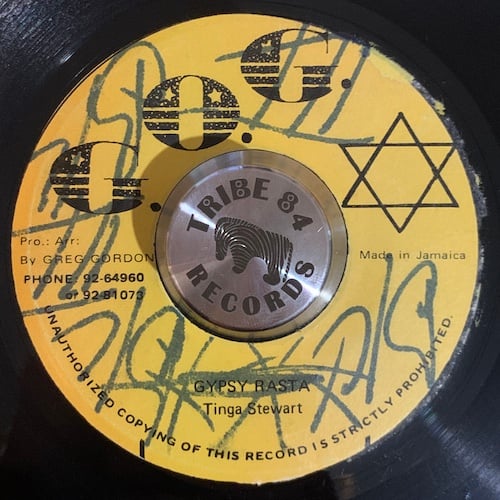 G.O.G.
TRIBE 84
RECORDS
Pro.: Arr:
By GREG GORDON
PHONE: 92-64960
or 92-81073
Made in Jamaica
GYPSY RASTA
Tinga Stewart
UNAUTHORIZED COPYING OF THIS RECORD IS STRICTLY PROHIBITED.